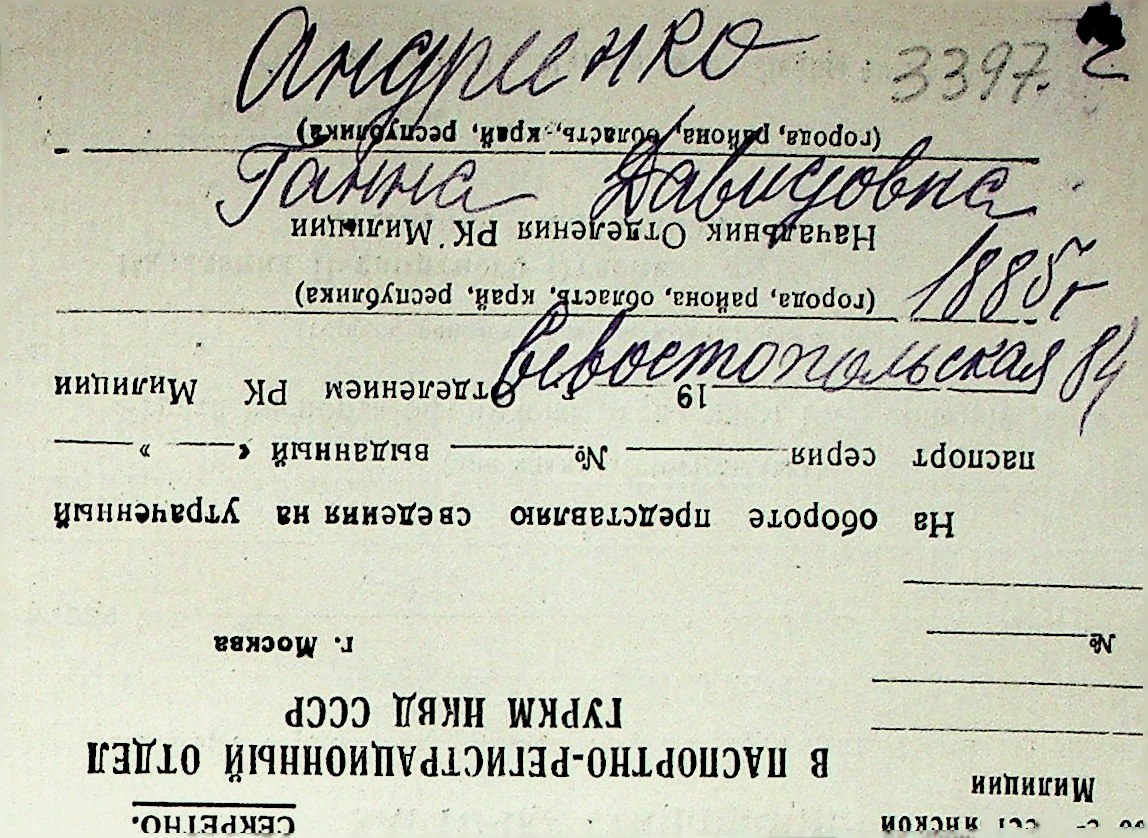 Андриенко 3397. 2
Ганна Давидовна
1885 г
Севостопольская 84
СЕКРЕТНО.
Милиции
В ПАСПОРТНО-РЕГИСТРАЦИОННЫЙ ОТДЕЛ
ГУРКМ НКВД СССР
№ г. Москва
На обороте представляю сведения на утраченный
паспорт серия № выданный « »
19 г. Отделением РК Милиции
(города, района, область, край, республика)
Начальник Отделения РК Милиции
(города, района, область, край, республика)